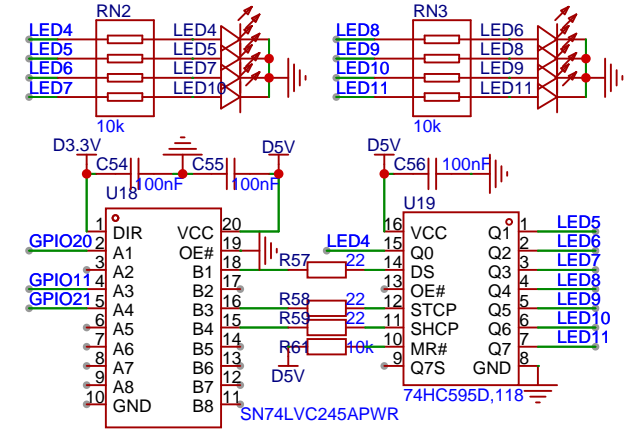 RN2
LED4 LED4
LED5 LED5
LED6 LED7
LED7 LED10
10k
RN3
LED8 LED6
LED9 LED8
LED10 LED9
LED11 LED11
10k
D3.3V D5V
C54 C55
100nF 100nF
U18
1 DIR VCC 20
GPIO20 2 A1 OE# 19
3 A2 B1 18
GPIO11 4 A3 B2 17
GPIO21 5 A4 B3 16
6 A5 B4 15
7 A6 B5 14
8 A7 B6 13
9 A8 B7 12
10 GND B8 11
SN74LVC245APWR
R57 22
R58 22
R59 22
R61 10k
D5V
D5V
C56 100nF
U19
16 VCC Q1 1 LED5
LED4 15 Q0 Q2 2 LED6
14 DS Q3 3 LED7
13 OE# Q4 4 LED8
12 STCP Q5 5 LED9
11 SHCP Q6 6 LED10
10 MR# Q7 7 LED11
9 Q7S GND 8
74HC595D,118